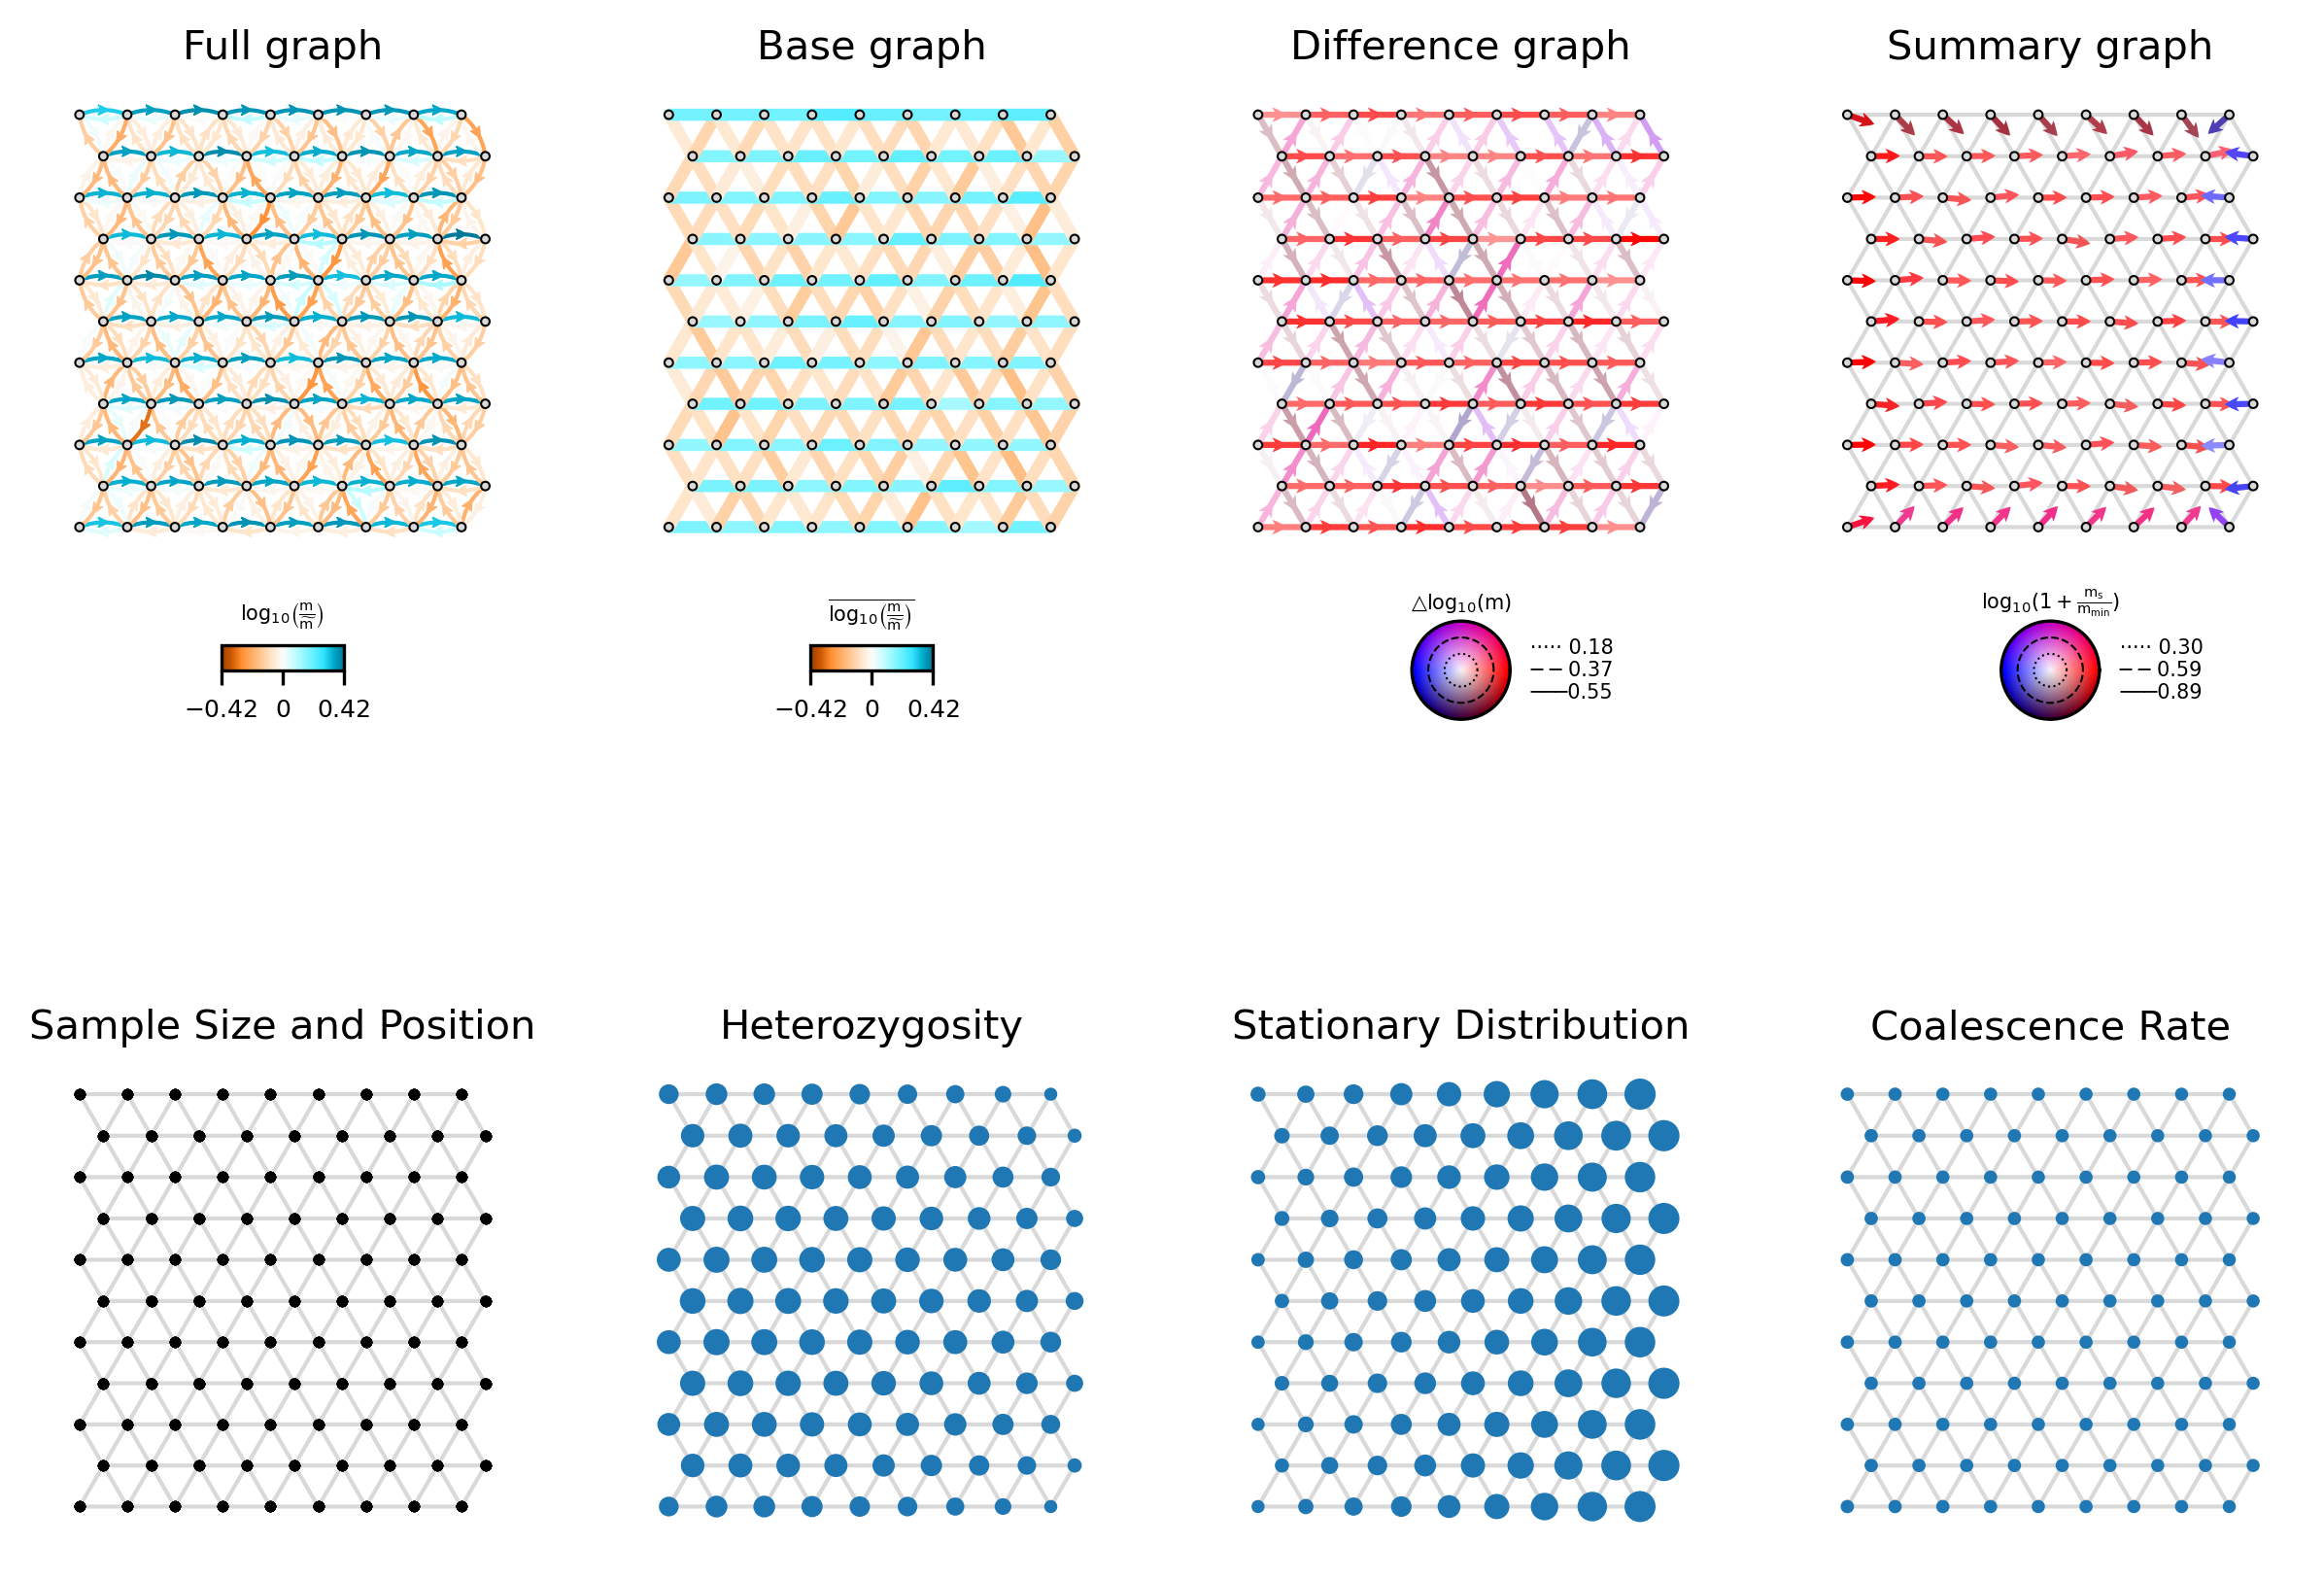 Full graph
Base graph
Difference graph
Summary graph
log₁₀(m/m̃)
−0.42 0 0.42
log₁₀(m/m̃)
−0.42 0 0.42
△log₁₀(m)
0.18
0.37
0.55
log₁₀(1 + mₛ/m_min)
0.30
0.59
0.89
Sample Size and Position
Heterozygosity
Stationary Distribution
Coalescence Rate